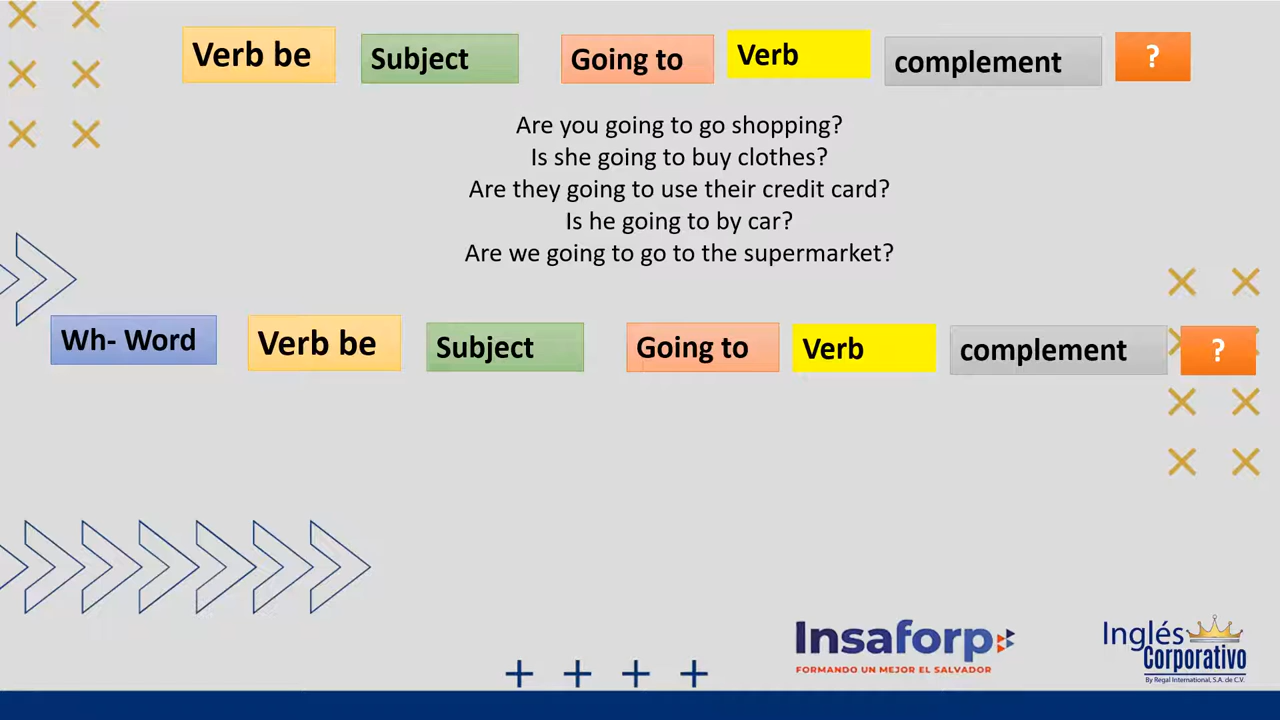 Verb be Subject Going to Verb complement ?
Are you going to go shopping?
Is she going to buy clothes?
Are they going to use their credit card?
Is he going to by car?
Are we going to go to the supermarket?
Wh- Word Verb be Subject Going to Verb complement ?
Insaforp
FORMANDO UN MEJOR EL SALVADOR
Inglés
Corporativo
By Regal International, S.A. de C.V.